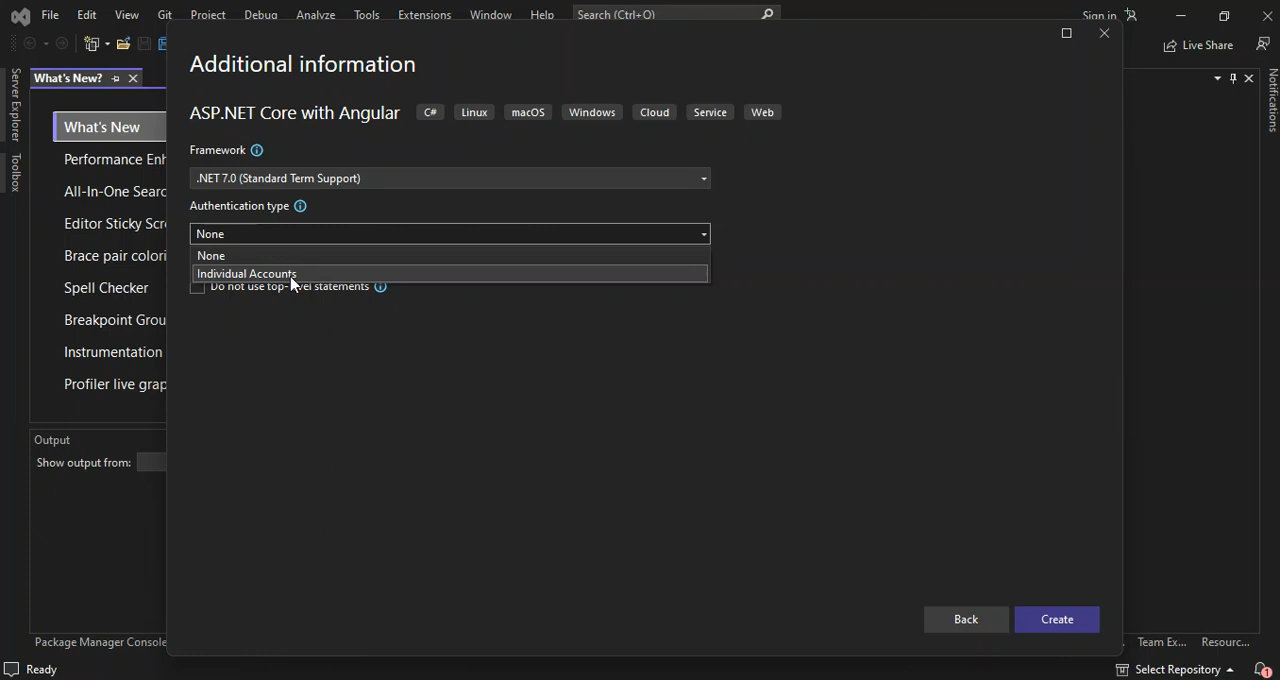 File Edit View Git Project Debug Analyze Tools Extensions Window Help Search (Ctrl+Q) Sign in
Live Share
Additional information
What's New?
ASP.NET Core with Angular C# Linux macOS Windows Cloud Service Web
Server Explorer
Toolbox
Notifications
What's New
Performance Enh
All-In-One Searc
Editor Sticky Scr
Brace pair colori
Spell Checker
Breakpoint Grou
Instrumentation
Profiler live grap
Framework
.NET 7.0 (Standard Term Support)
Authentication type
None
None
Individual Accounts
Do not use top-level statements
Output
Show output from:
Back Create
Package Manager Console
Team Ex... Resourc...
Ready
Select Repository
1